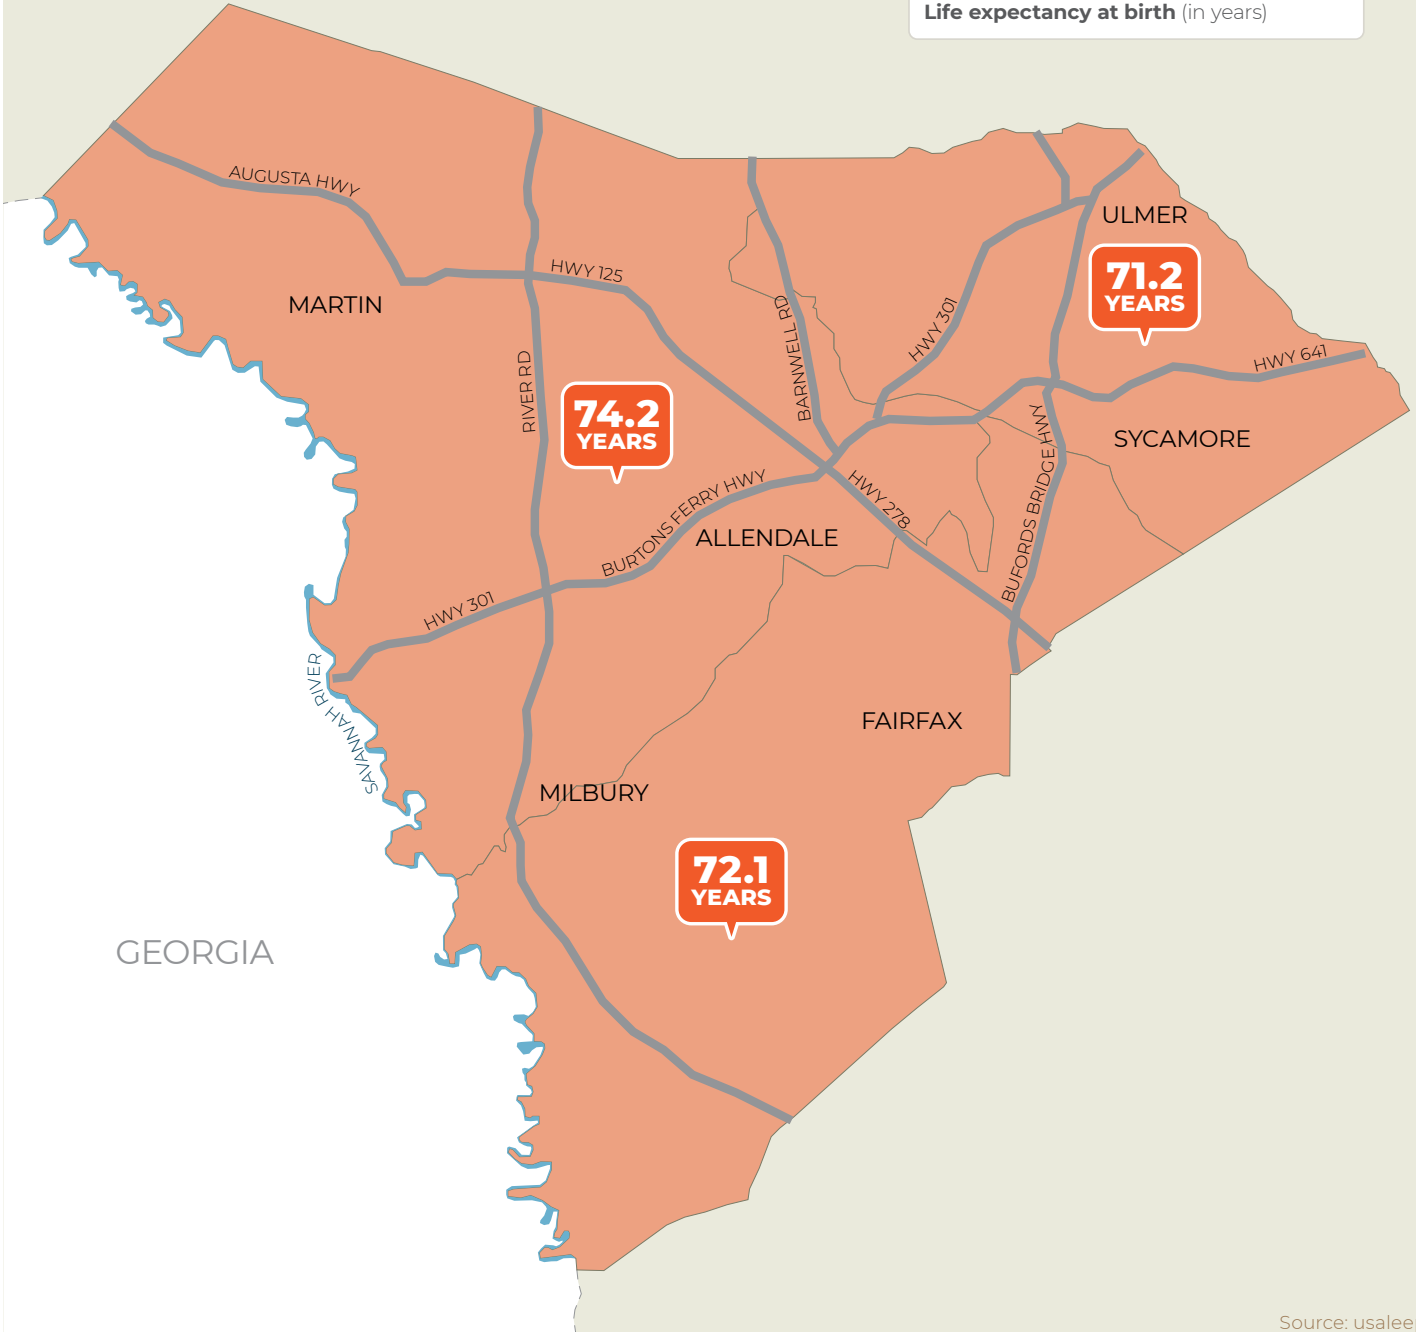 Life expectancy at birth (in years)
AUGUSTA HWY
ULMER
71.2
YEARS
HWY 125
MARTIN
HWY 301
BARNWELL RD
HWY 641
RIVER RD
74.2
YEARS
SYCAMORE
BUFORDS BRIDGE HWY
BURTONS FERRY HWY
HWY 278
ALLENDALE
HWY 301
SAVANNAH RIVER
FAIRFAX
MILBURY
72.1
YEARS
GEORGIA
Source: usalee